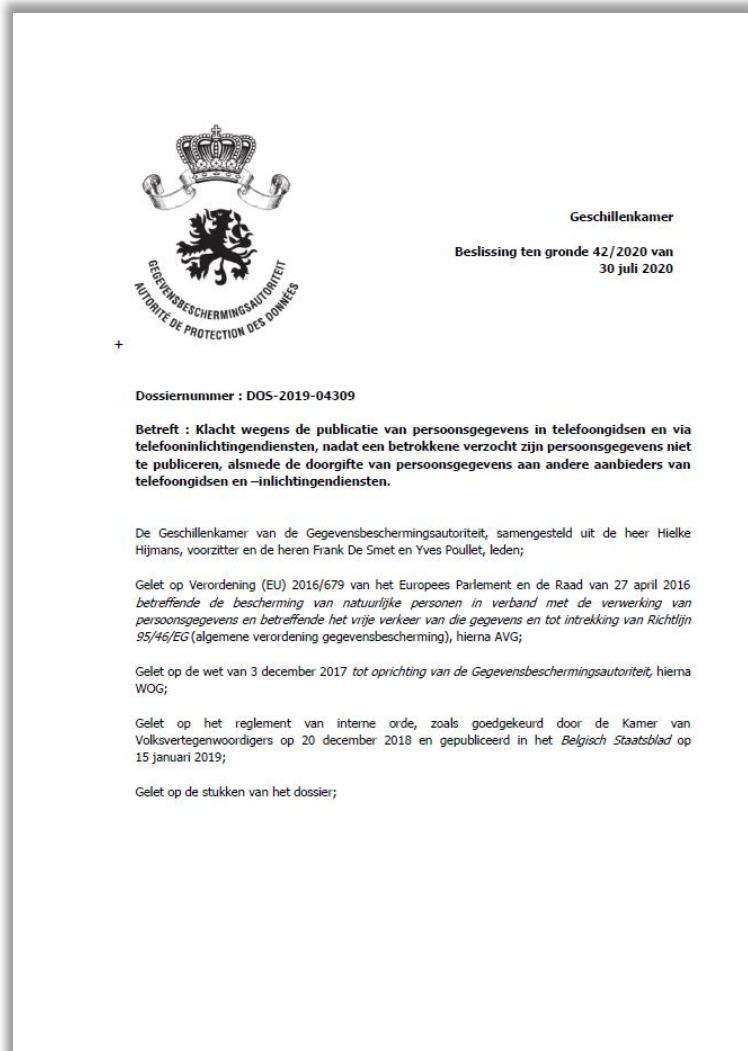 Geschillenkamer
Beslissing ten gronde 42/2020 van
30 juli 2020
GEGEVENSBESCHERMINGSAUTORITEIT
AUTORITÉ DE PROTECTION DES DONNÉES
+
Dossiernummer : DOS-2019-04309
Betreft : Klacht wegens de publicatie van persoonsgegevens in telefoongidsen en via
telefooninlichtingendiensten, nadat een betrokkene verzocht zijn persoonsgegevens niet
te publiceren, alsmede de doorgifte van persoonsgegevens aan andere aanbieders van
telefoongidsen en –inlichtingendiensten.
De Geschillenkamer van de Gegevensbeschermingsautoriteit, samengesteld uit de heer Hielke
Hijmans, voorzitter en de heren Frank De Smet en Yves Poullet, leden;
Gelet op Verordening (EU) 2016/679 van het Europees Parlement en de Raad van 27 april 2016
betreffende de bescherming van natuurlijke personen in verband met de verwerking van
persoonsgegevens en betreffende het vrije verkeer van die gegevens en tot intrekking van Richtlijn
95/46/EG (algemene verordening gegevensbescherming), hierna AVG;
Gelet op de wet van 3 december 2017 tot oprichting van de Gegevensbeschermingsautoriteit, hierna
WOG;
Gelet op het reglement van interne orde, zoals goedgekeurd door de Kamer van
Volksvertegenwoordigers op 20 december 2018 en gepubliceerd in het Belgisch Staatsblad op
15 januari 2019;
Gelet op de stukken van het dossier;